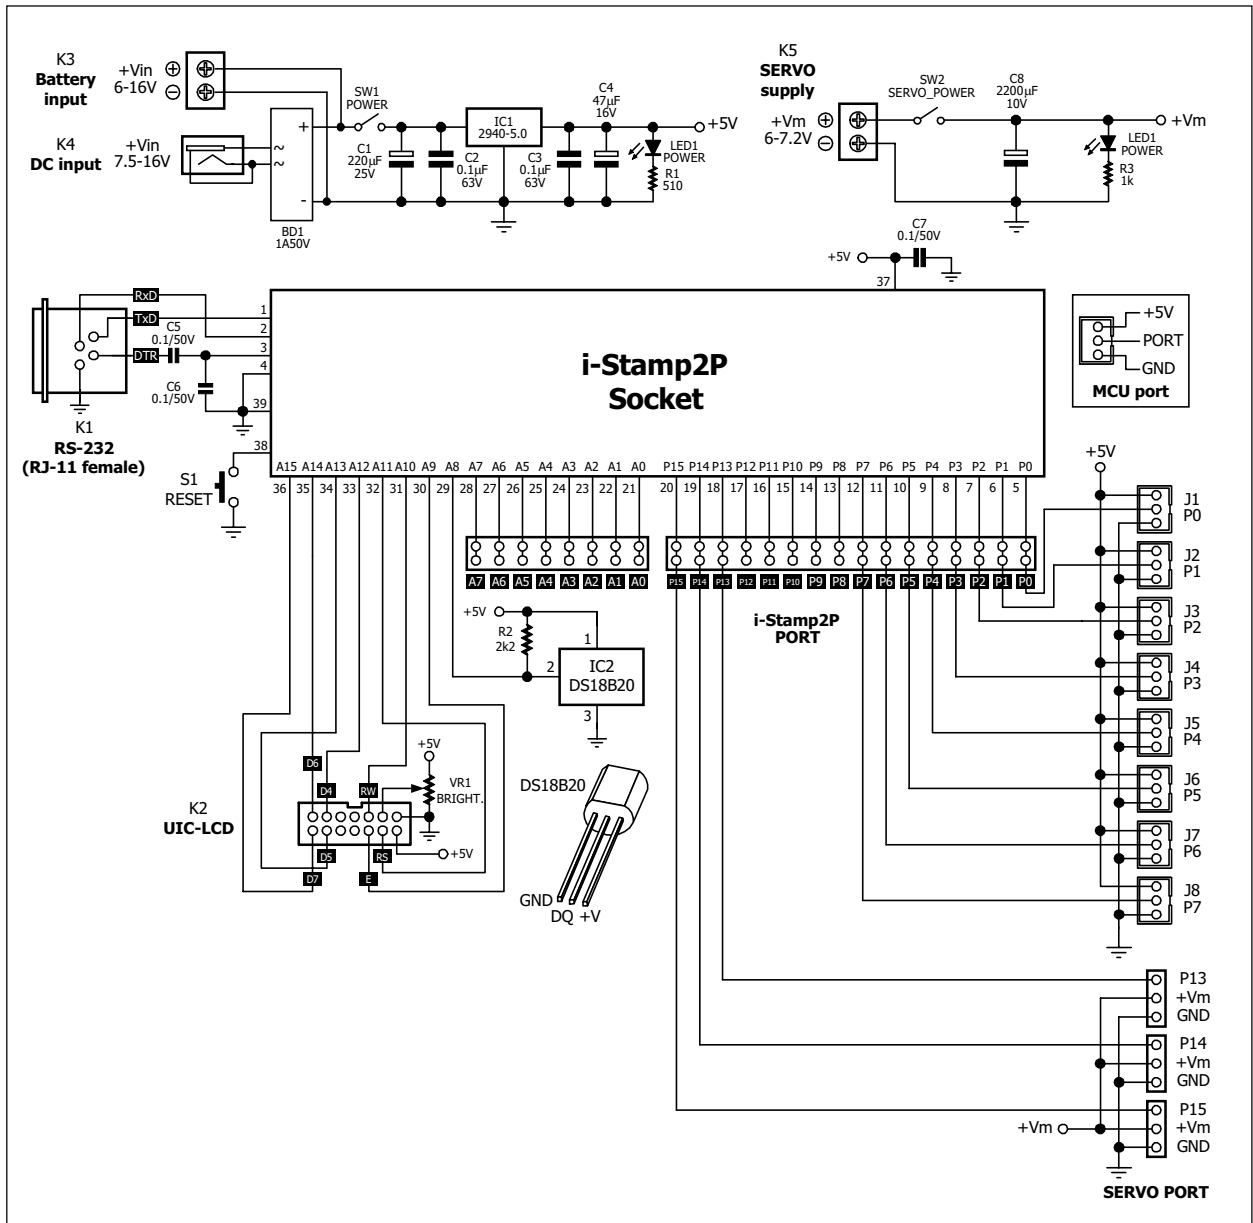 K3
Battery
input
+Vin
6-16V
K4
DC input
+Vin
7.5-16V
+
~
~
-
BD1
1A50V
SW1
POWER
C1
220µF
25V
C2
0.1µF
63V
IC1
2940-5.0
C3
0.1µF
63V
C4
47µF
16V
LED1
POWER
R1
510
+5V
K5
SERVO
supply
+Vm
6-7.2V
SW2
SERVO_POWER
C8
2200µF
10V
LED1
POWER
R3
1k
+Vm
C7
0.1/50V
+5V
37
RxD
TxD
DTR
C5
0.1/50V
C6
0.1/50V
K1
RS-232
(RJ-11 female)
1
2
3
4
39
38
S1
RESET
i-Stamp2P
Socket
+5V
PORT
GND
MCU port
A15 A14 A13 A12 A11 A10 A9 A8 A7 A6 A5 A4 A3 A2 A1 A0 P15 P14 P13 P12 P11 P10 P9 P8 P7 P6 P5 P4 P3 P2 P1 P0
36 35 34 33 32 31 30 29 28 27 26 25 24 23 22 21 20 19 18 17 16 15 14 13 12 11 10 9 8 7 6 5
A7 A6 A5 A4 A3 A2 A1 A0 P15 P14 P13 P12 P11 P10 P9 P8 P7 P6 P5 P4 P3 P2 P1 P0
i-Stamp2P
PORT
+5V
R2
2k2
1
2
IC2
DS18B20
3
DS18B20
GND
DQ +V
D6
D4
RW
+5V
VR1
BRIGHT.
K2
UIC-LCD
D5
RS
+5V
D7
E
+5V
J1
P0
J2
P1
J3
P2
J4
P3
J5
P4
J6
P5
J7
P6
J8
P7
P13
+Vm
GND
P14
+Vm
GND
P15
+Vm
+Vm
GND
SERVO PORT